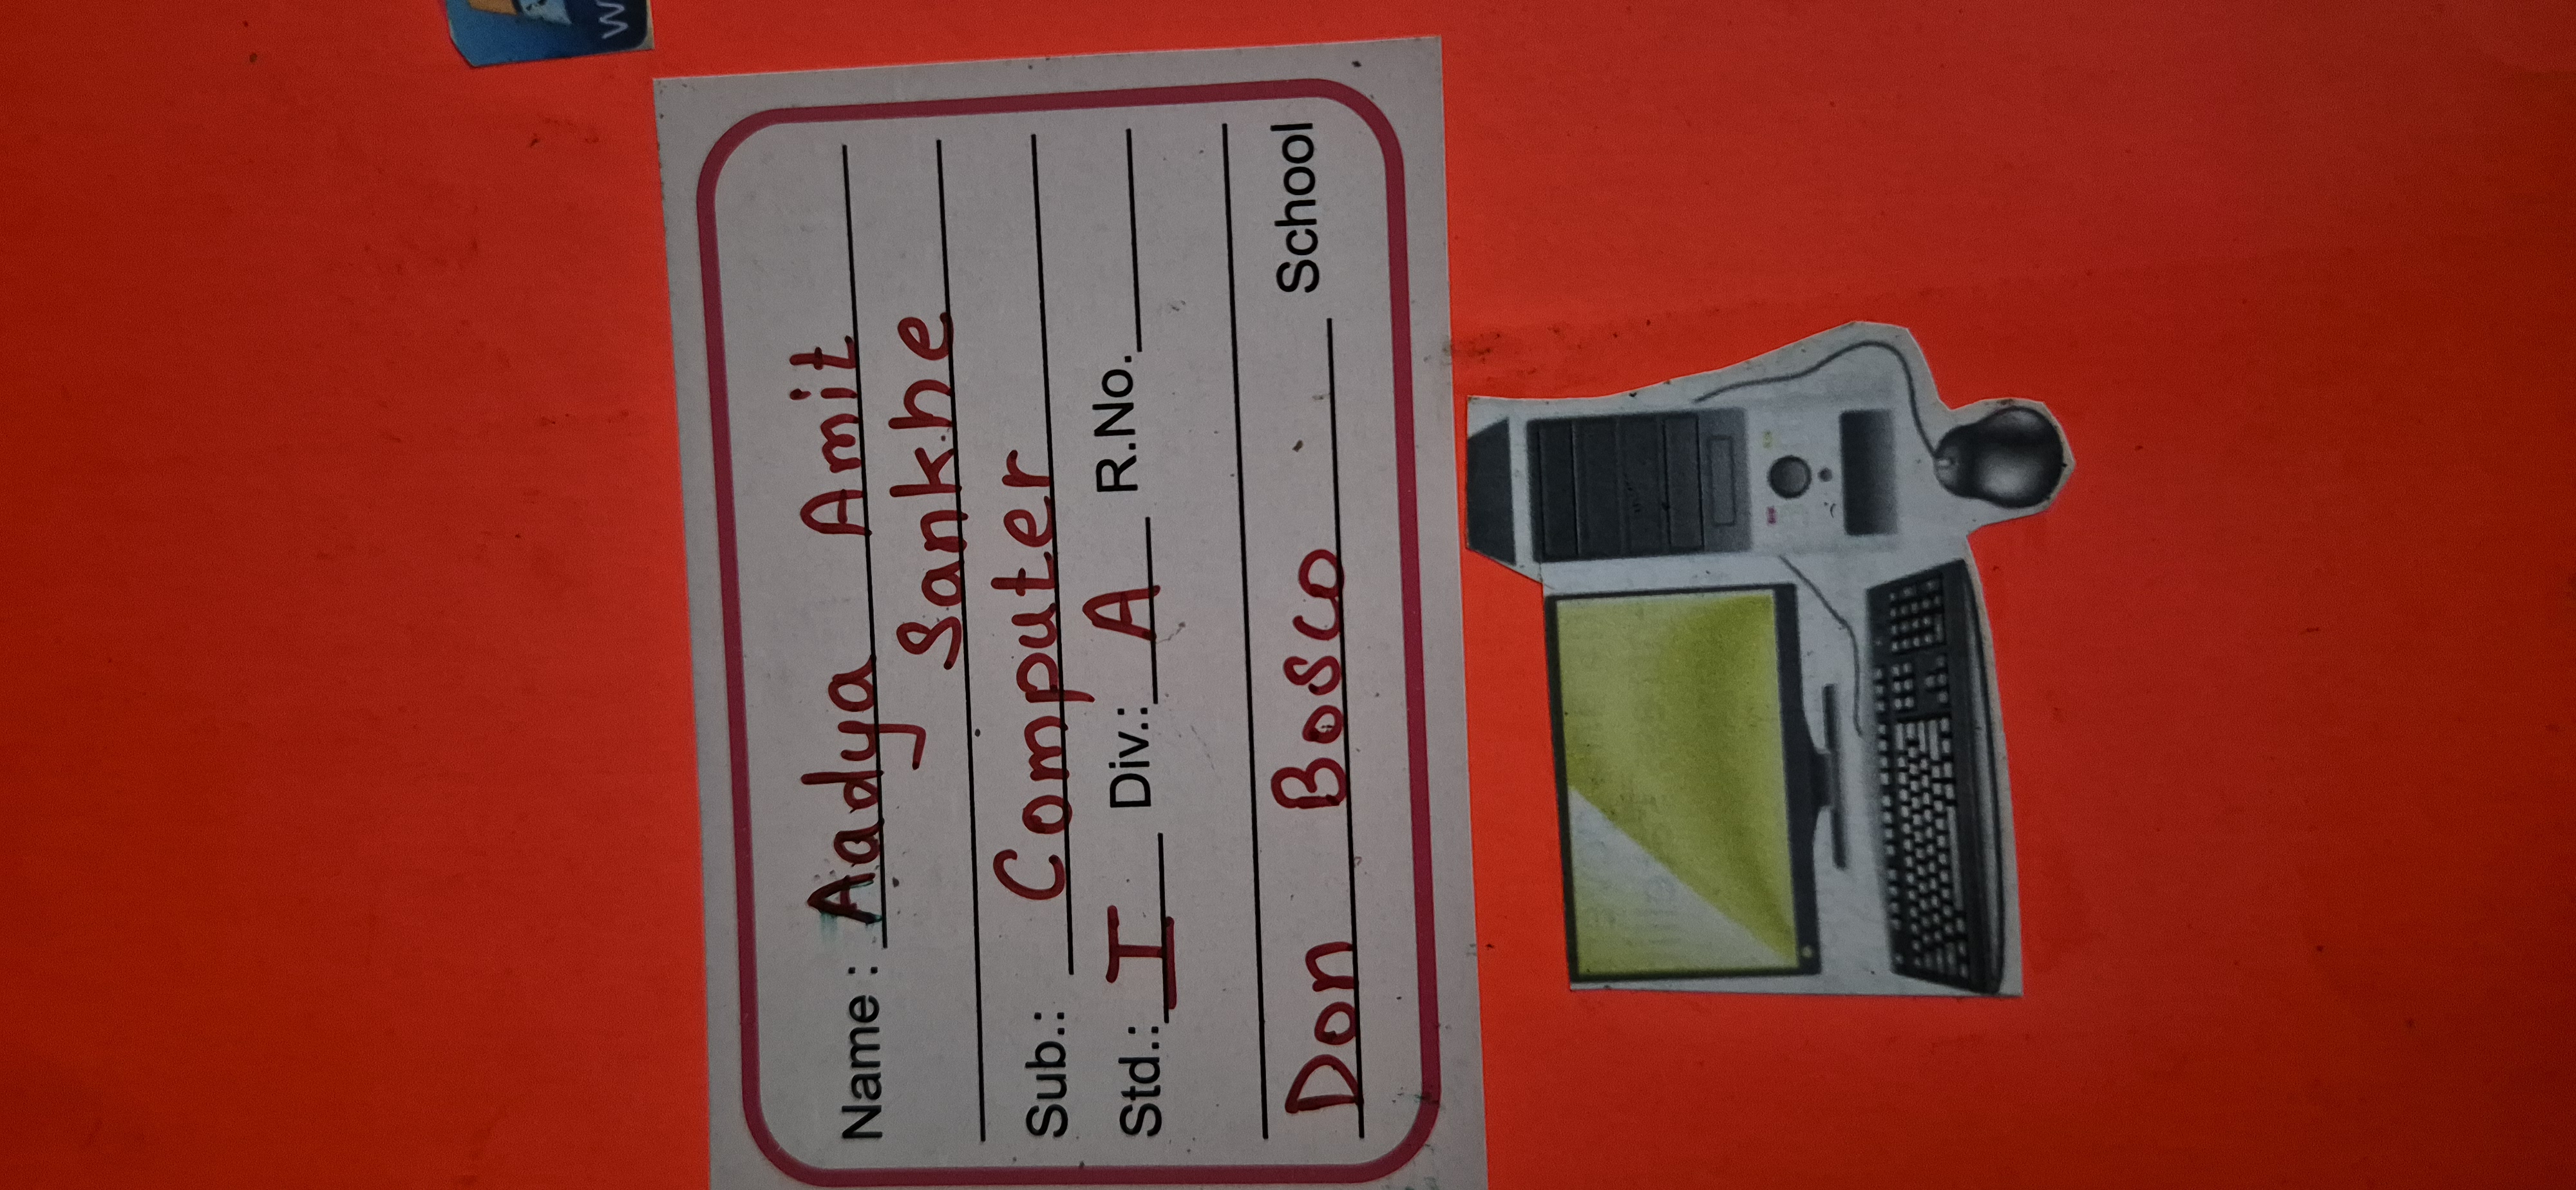 W
Name : Aadya Amit
Sankhe
Sub.: Computer
Std.: I Div.: A R.No.
Don Bosco School